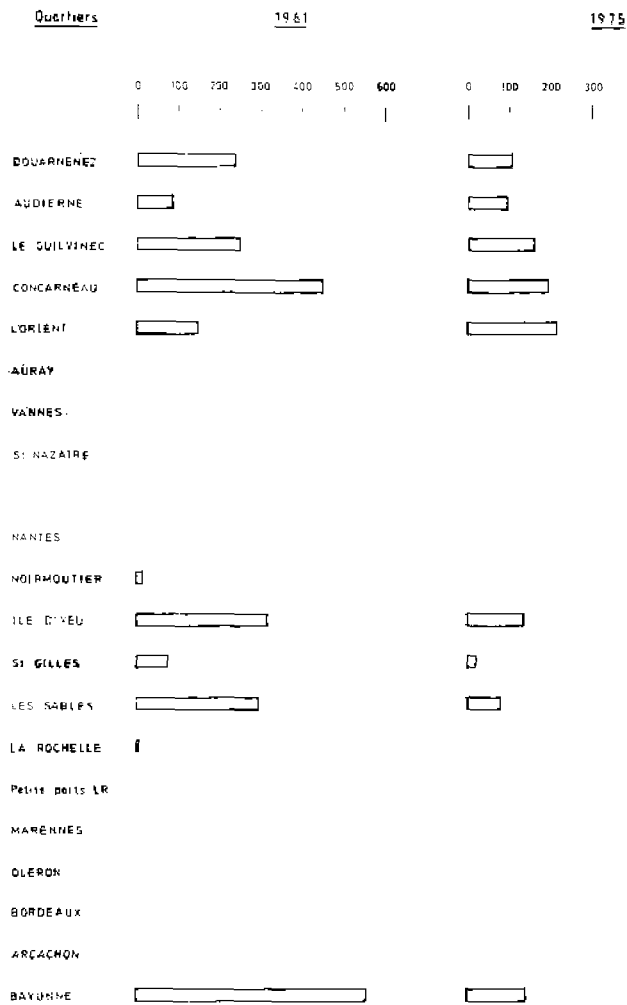 Quartiers 1961 1975
0 100 200 300 400 500 600 0 100 200 300
DOUARNENEZ
AUDIERNE
LE GUILVINEC
CONCARNEAU
LORIENT
AURAY
VANNES
St NAZAIRE
NANTES
NOIRMOUTIER
ILE D'YEU
St GILLES
LES SABLES
LA ROCHELLE
Petits ports LR
MARENNES
OLERON
BORDEAUX
ARCACHON
BAYONNE